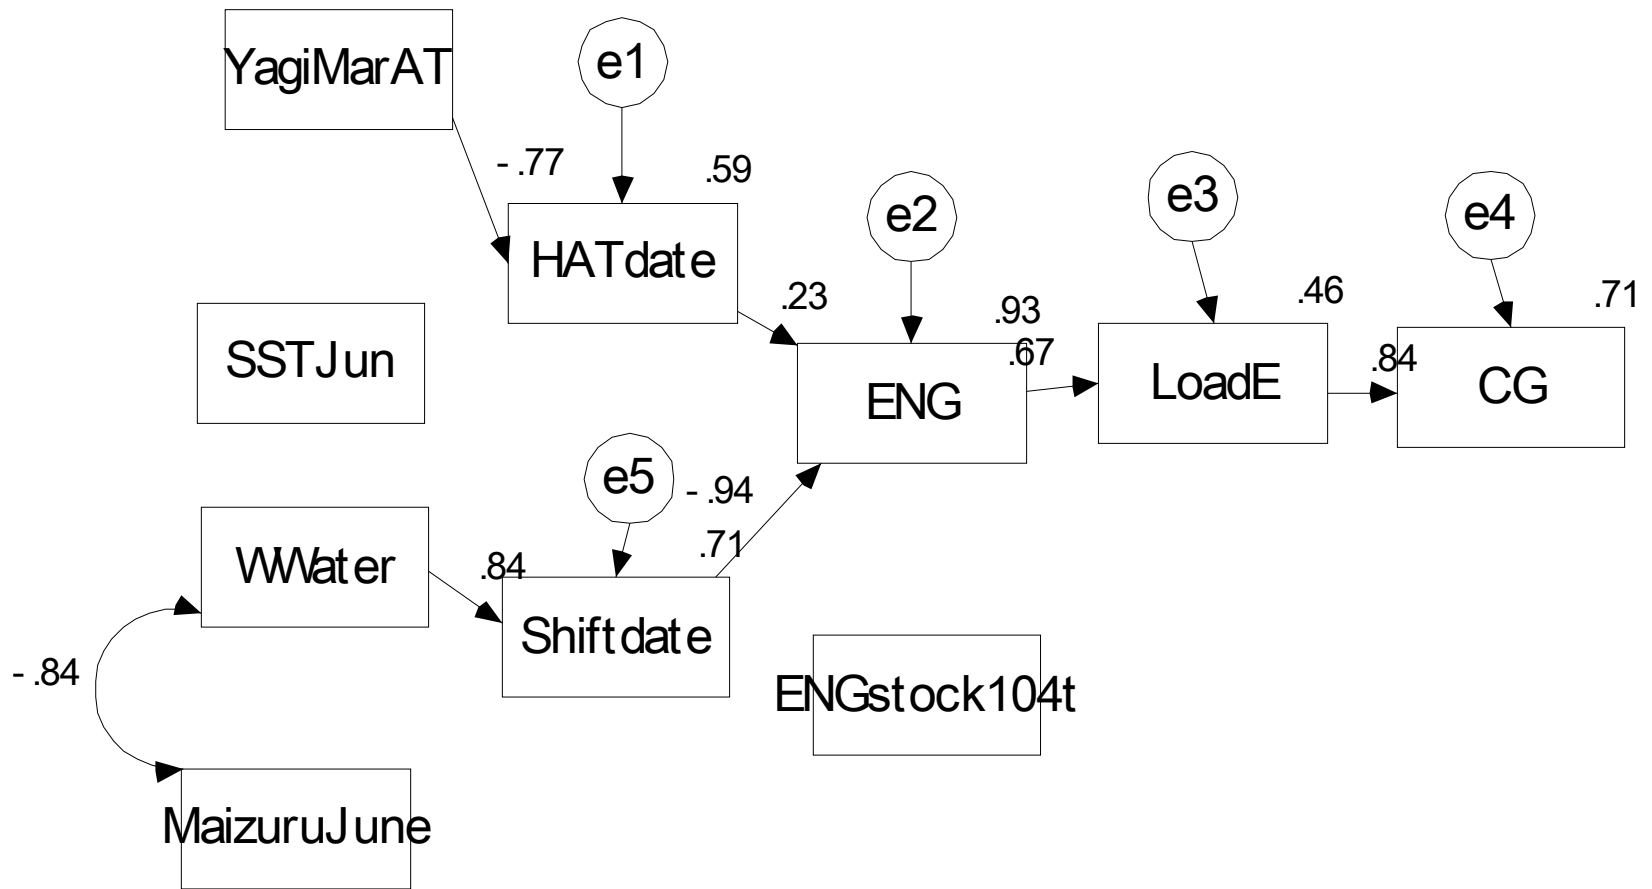 YagiMarAT
e1
- .77
.59
HATdate
e2
e3
e4
.23
.93
.46
.71
SSTJun
.67
.84
ENG
LoadE
CG
e5
- .94
WWater
.84
.71
Shiftdate
- .84
ENGstock104t
MaizuruJune